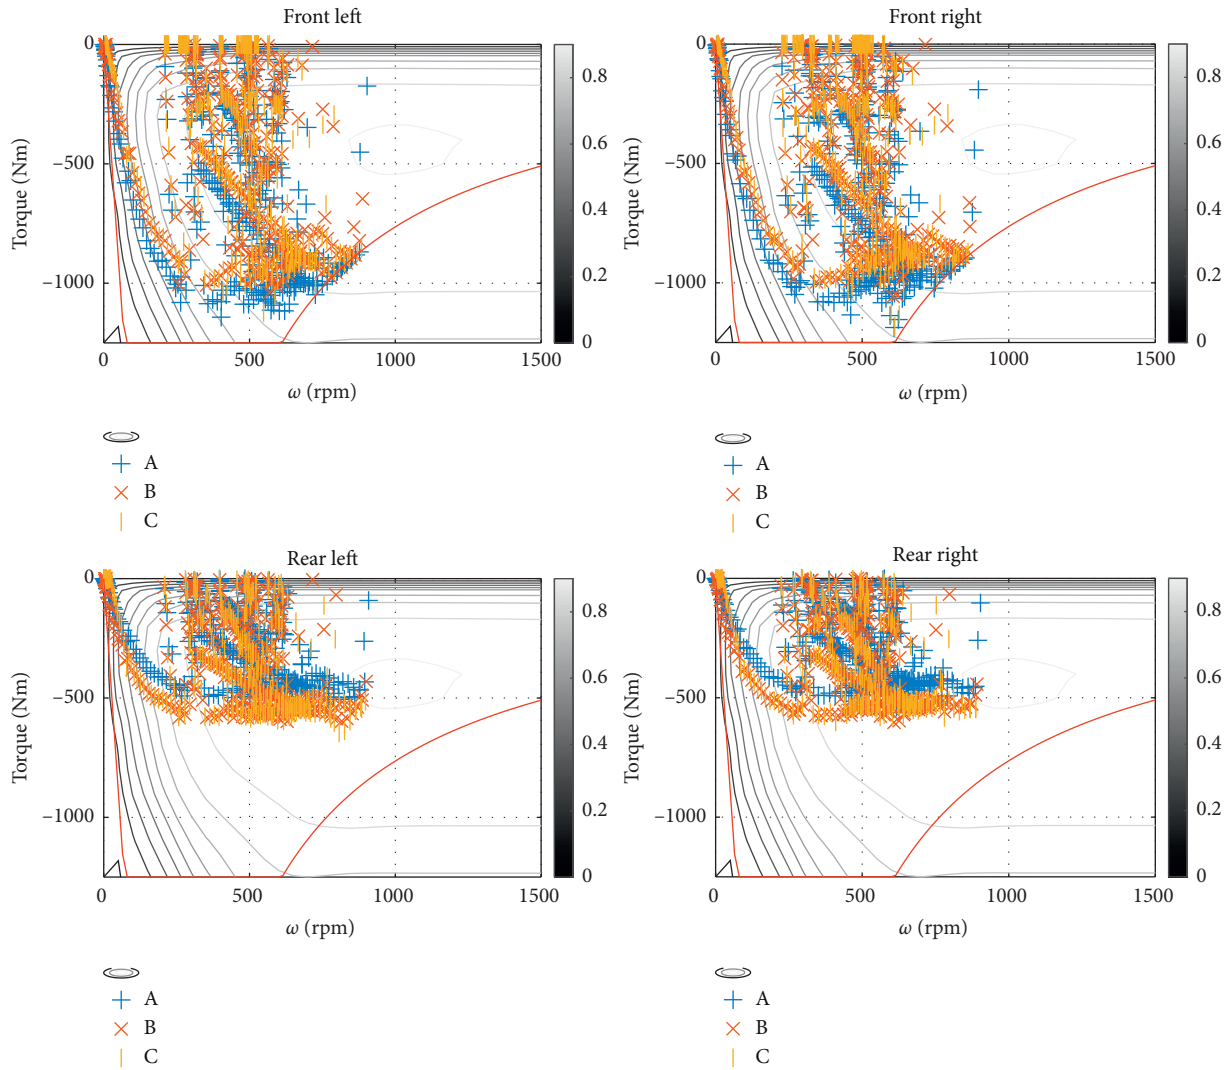 Front left
0
−500
−1000
Torque (Nm)
0 500 1000 1500
ω (rpm)
0.8
0.6
0.4
0.2
0
A
B
C
Front right
0
−500
−1000
Torque (Nm)
0 500 1000 1500
ω (rpm)
0.8
0.6
0.4
0.2
0
A
B
C
Rear left
0
−500
−1000
Torque (Nm)
0 500 1000 1500
ω (rpm)
0.8
0.6
0.4
0.2
0
A
B
C
Rear right
0
−500
−1000
Torque (Nm)
0 500 1000 1500
ω (rpm)
0.8
0.6
0.4
0.2
0
A
B
C